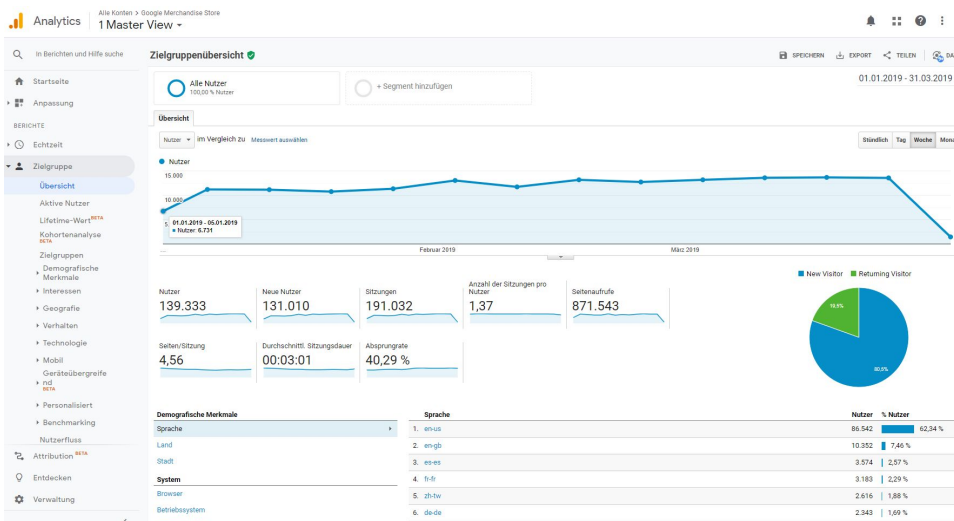 Analytics
Alle Konten > Google Merchandise Store
1 Master View
In Berichten und Hilfe suche
Startseite
Anpassung
BERICHTE
Echtzeit
Zielgruppe
Übersicht
Aktive Nutzer
Lifetime-Wert BETA
Kohortenanalyse
BETA
Zielgruppen
Demografische
Merkmale
Interessen
Geografie
Verhalten
Technologie
Mobil
Geräteübergreife
nd
BETA
Personalisiert
Benchmarking
Nutzerfluss
Attribution BETA
Entdecken
Verwaltung
Zielgruppenübersicht
SPEICHERN EXPORT TEILEN DA
Alle Nutzer
100,00 % Nutzer
+ Segment hinzufügen
01.01.2019 - 31.03.2019
Übersicht
Nutzer im Vergleich zu Messwert auswählen
Stündlich Tag Woche Mona
Nutzer
15.000
10.000
5.
01.01.2019 - 05.01.2019
Nutzer: 6.731
... Februar 2019 März 2019
New Visitor Returning Visitor
19,5%
80,5%
Nutzer
139.333
Neue Nutzer
131.010
Sitzungen
191.032
Anzahl der Sitzungen pro
Nutzer
1,37
Seitenaufrufe
871.543
Seiten/Sitzung
4,56
Durchschnittl. Sitzungsdauer
00:03:01
Absprungrate
40,29 %
Demografische Merkmale
Sprache
Land
Stadt
System
Browser
Betriebssystem
Sprache Nutzer % Nutzer
1. en-us 86.542 62,34 %
2. en-gb 10.352 7,46 %
3. es-es 3.574 2,57 %
4. fr-fr 3.183 2,29 %
5. zh-tw 2.616 1,88 %
6. de-de 2.343 1,69 %